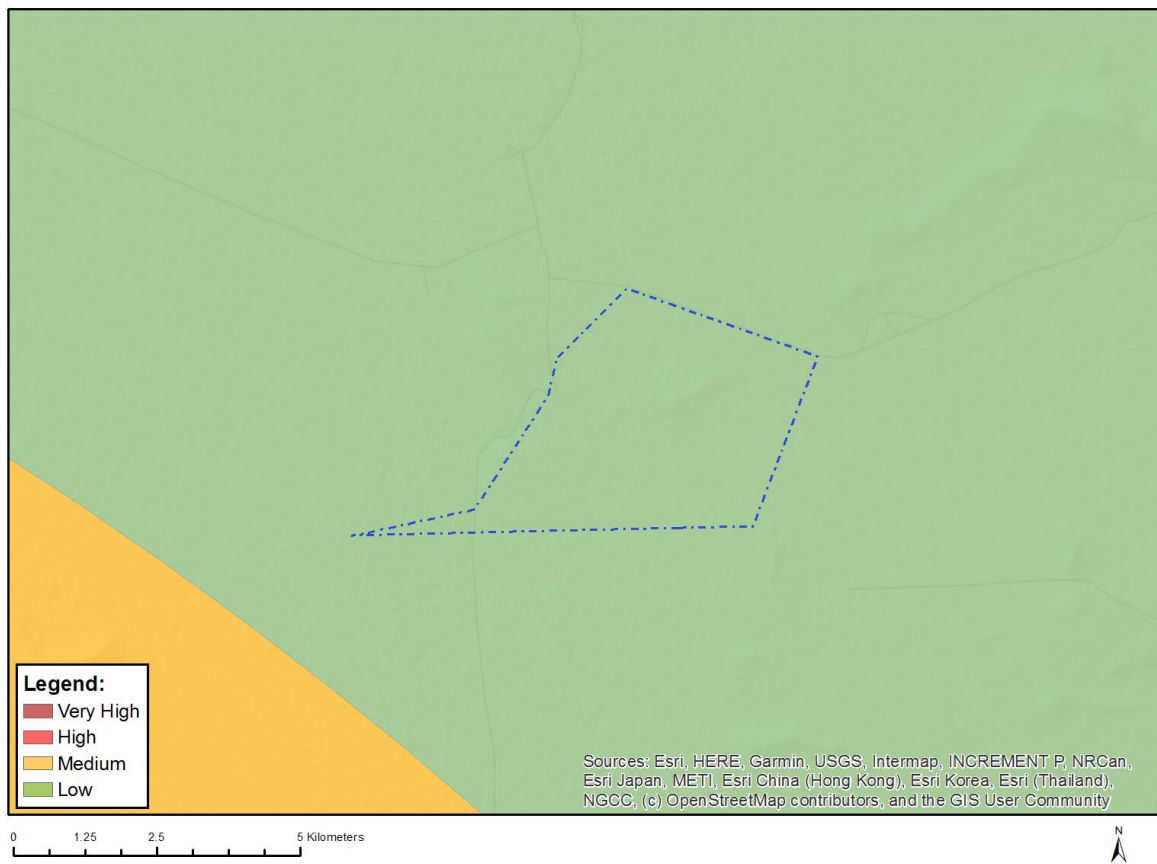 Legend:
Very High
High
Medium
Low
Sources: Esri, HERE, Garmin, USGS, Intermap, INCREMENT P, NRCan,
Esri Japan, METI, Esri China (Hong Kong), Esri Korea, Esri (Thailand),
NGCC, (c) OpenStreetMap contributors, and the GIS User Community
0 1.25 2.5 5 Kilometers
N